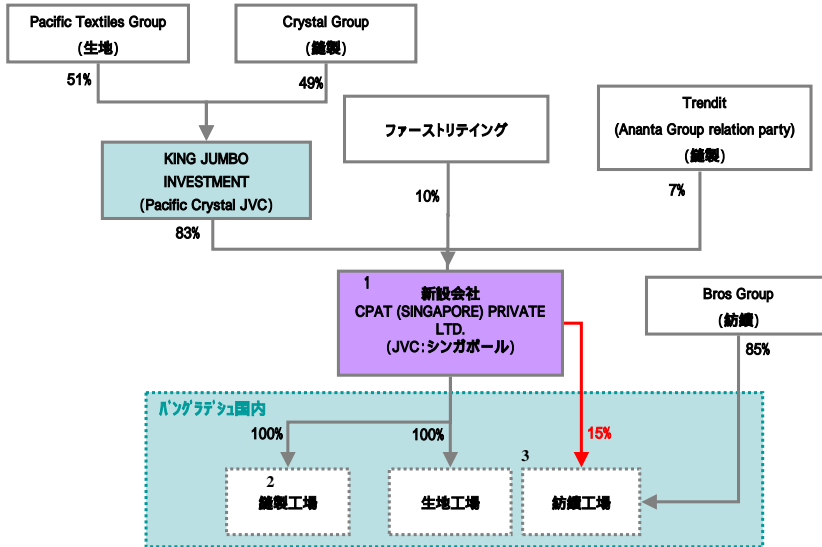 Pacific Textiles Group
(生地)
Crystal Group
(縫製)
51%
49%
ファーストリテイング
Trendit
(Ananta Group relation party)
(縫製)
KING JUMBO
INVESTMENT
(Pacific Crystal JVC)
83%
10%
7%
1
新設会社
CPAT (SINGAPORE) PRIVATE
LTD.
(JVC:シンガポール)
Bros Group
(紡績)
85%
バングラデシュ国内
100%
100%
15%
2
縫製工場
生地工場
3
紡績工場